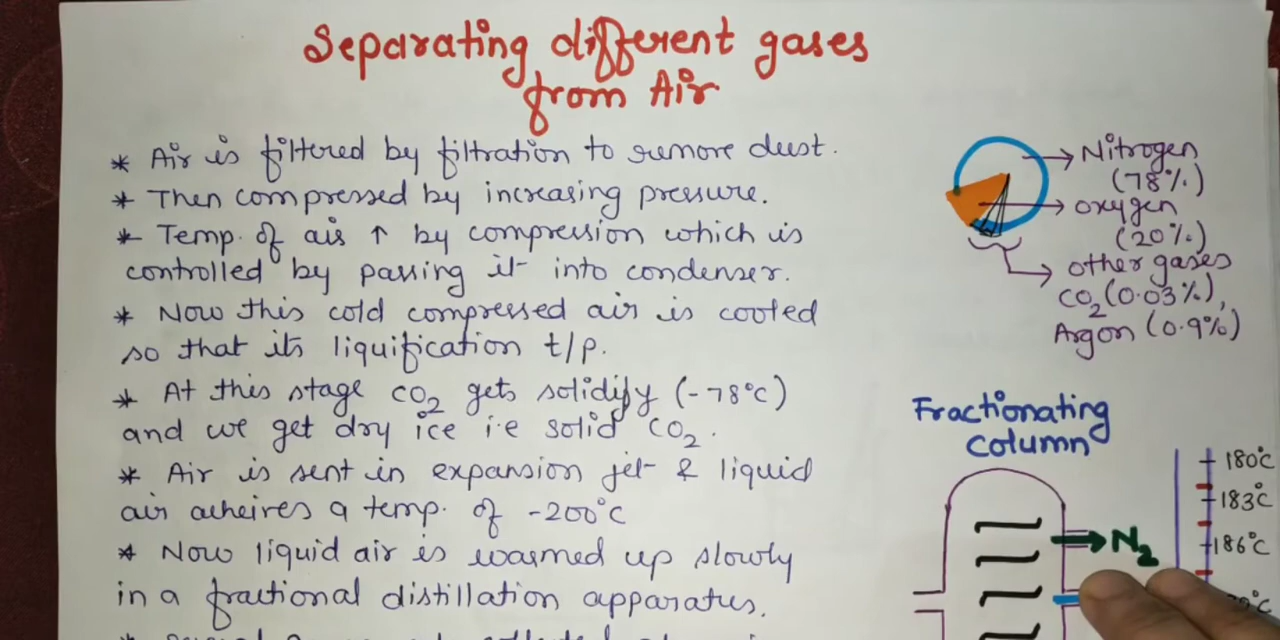 Separating different gases
from Air
* Air is filtered by filtration to remove dust.
* Then compressed by increasing pressure.
* Temp. of air ↑ by compression which is
controlled by passing it into condenser.
* Now this cold compressed air is cooled
so that its liquification t/p.
* At this stage CO2 gets solidify (-78°C)
and we get dry ice i.e solid CO2.
* Air is sent in expansion jet & liquid
air acheives a temp. of -200°C
* Now liquid air is warmed up slowly
in a fractional distillation apparatus.
Nitrogen
(78%)
oxygen
(20%)
other gases
CO2 (0.03%),
Argon (0.9%)
Fractionating
Column
N2
180°C
183°C
186°C